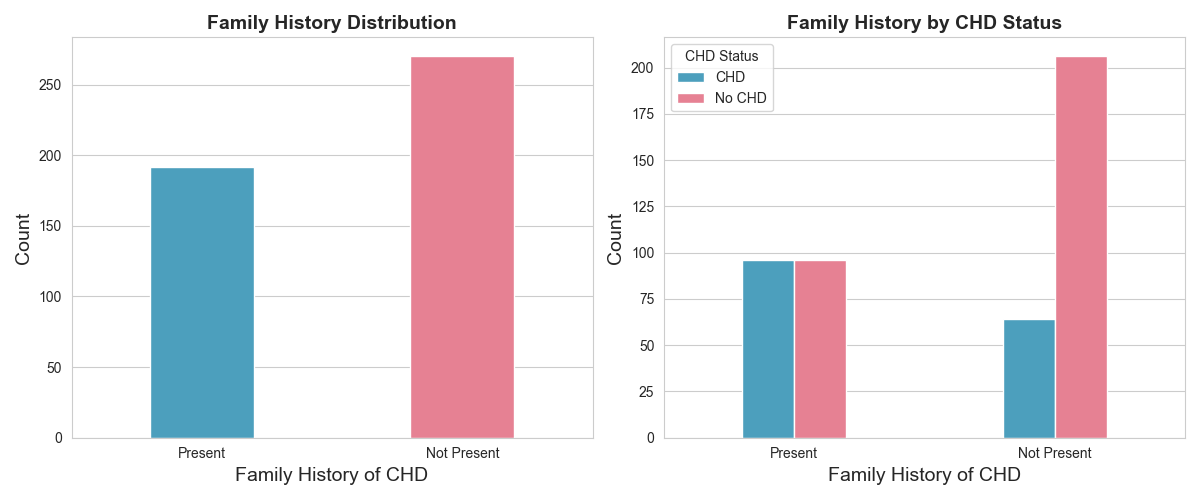 Family History Distribution
Count
250
200
150
100
50
0
Present Not Present
Family History of CHD
Family History by CHD Status
CHD Status
CHD
No CHD
Count
200
175
150
125
100
75
50
25
0
Present Not Present
Family History of CHD